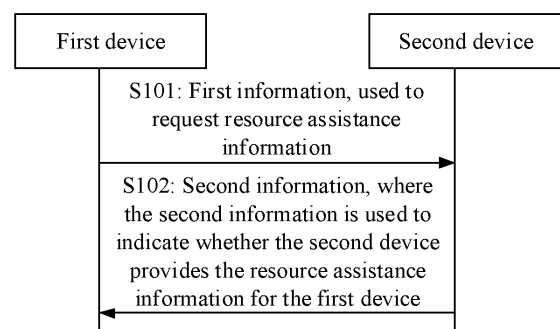 First device
Second device
S101: First information, used to
request resource assistance
information
S102: Second information, where
the second information is used to
indicate whether the second device
provides the resource assistance
information for the first device